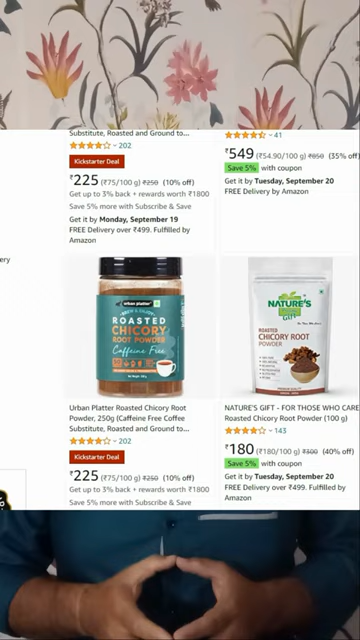 Substitute, Roasted and Ground to...
202
Kickstarter Deal
₹225 (₹75/100 g) ₹250 (10% off)
Get up to 3% back + rewards worth ₹1800
Save 5% more with Subscribe & Save
Get it by Monday, September 19
FREE Delivery over ₹499. Fulfilled by
Amazon
41
₹549 (₹54.90/100 g) ₹850 (35% off)
Save 5% with coupon
Get it by Tuesday, September 20
FREE Delivery by Amazon
ery
urban platter
ROASTED
CHICORY
ROOT POWDER
Caffeine Free
NATURE'S
Gift
ROASTED
CHICORY ROOT
POWDER
Urban Platter Roasted Chicory Root
Powder, 250g (Caffeine Free Coffee
Substitute, Roasted and Ground to...
202
Kickstarter Deal
₹225 (₹75/100 g) ₹250 (10% off)
Get up to 3% back + rewards worth ₹1800
Save 5% more with Subscribe & Save
NATURE'S GIFT - FOR THOSE WHO CARE
Roasted Chicory Root Powder (100 g)
143
₹180 (₹180/100 g) ₹300 (40% off)
Save 5% with coupon
Get it by Tuesday, September 20
FREE Delivery over ₹499. Fulfilled by
Amazon